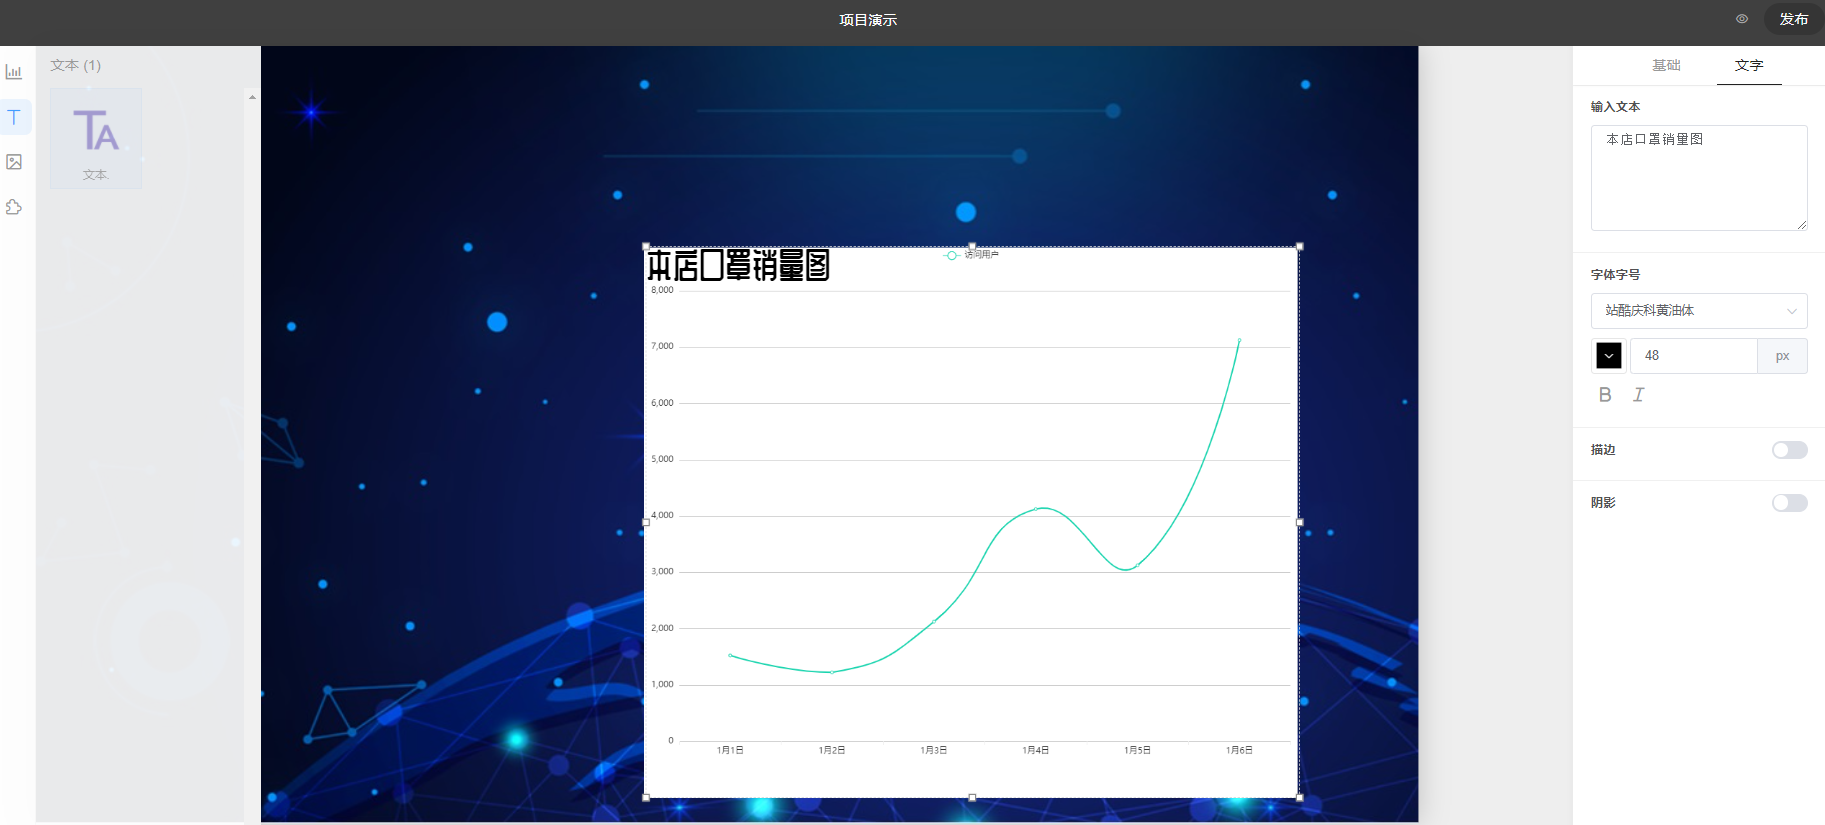 项目演示
发布
文本 (1)
TA
文本
基础
文字
输入文本
本店口罩销量图
字体字号
站酷庆科黄油体
48
px
B
I
描边
阴影
本店口罩销量图
访问用户
8,000
7,000
6,000
5,000
4,000
3,000
2,000
1,000
0
1月1日
1月2日
1月3日
1月4日
1月5日
1月6日